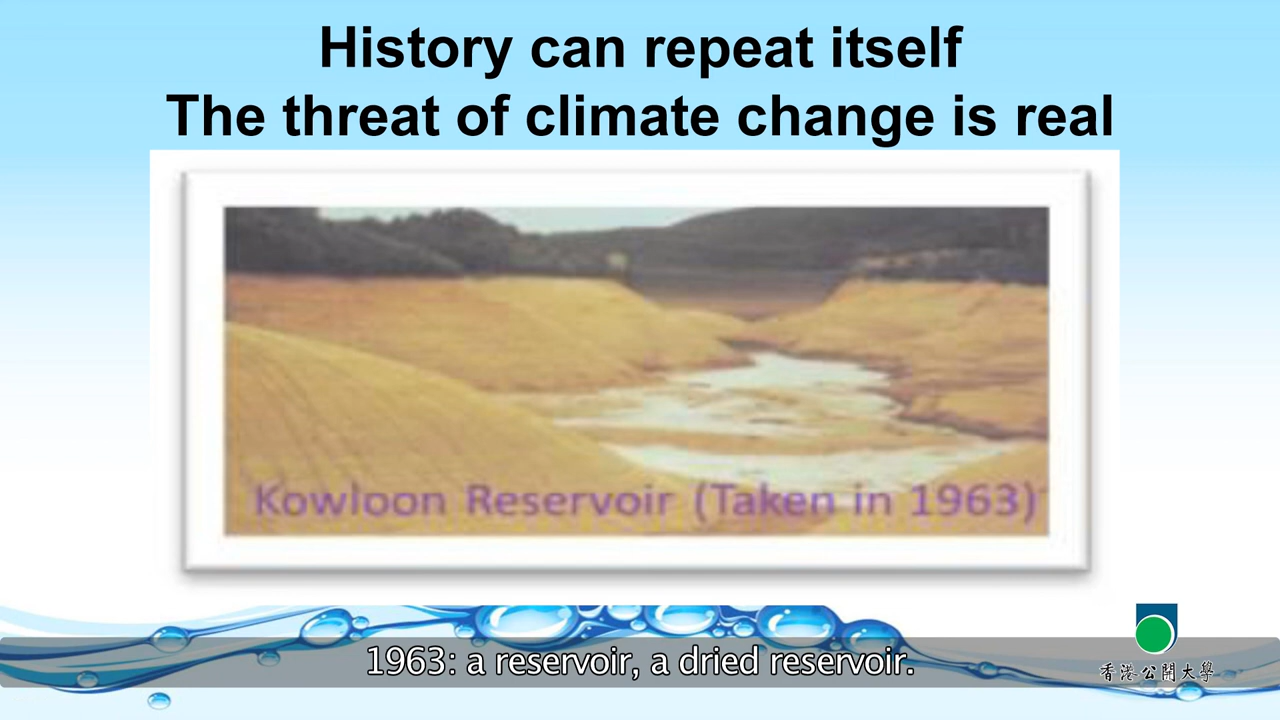 History can repeat itself
The threat of climate change is real
Kowloon Reservoir (Taken in 1963)
1963: a reservoir, a dried reservoir.
香港公開大學